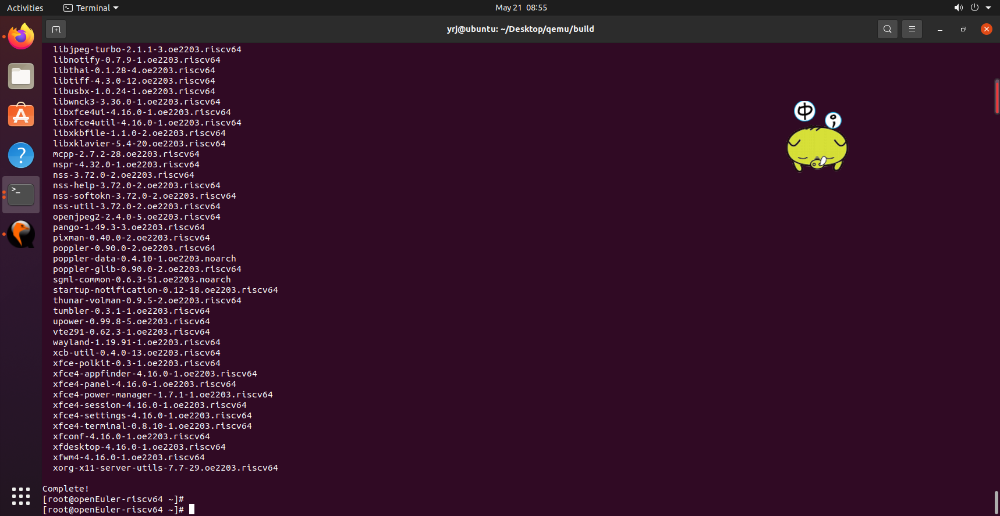 Activities
Terminal
May 21 08:55
yrj@ubuntu: ~/Desktop/qemu/build
libjpeg-turbo-2.1.1-3.oe2203.riscv64
libnotify-0.7.9-1.oe2203.riscv64
libthai-0.1.28-4.oe2203.riscv64
libtiff-4.3.0-12.oe2203.riscv64
libusbx-1.0.24-1.oe2203.riscv64
libwnck3-3.36.0-1.oe2203.riscv64
libxfce4ui-4.16.0-1.oe2203.riscv64
libxfce4util-4.16.0-1.oe2203.riscv64
libxkbfile-1.1.0-2.oe2203.riscv64
libxklavier-5.4-20.oe2203.riscv64
mcpp-2.7.2-28.oe2203.riscv64
nspr-4.32.0-1.oe2203.riscv64
nss-3.72.0-2.oe2203.riscv64
nss-help-3.72.0-2.oe2203.riscv64
nss-softokn-3.72.0-2.oe2203.riscv64
nss-util-3.72.0-2.oe2203.riscv64
openjpeg2-2.4.0-5.oe2203.riscv64
pango-1.49.3-3.oe2203.riscv64
pixman-0.40.0-2.oe2203.riscv64
poppler-0.90.0-2.oe2203.riscv64
poppler-data-0.4.10-1.oe2203.noarch
poppler-glib-0.90.0-2.oe2203.riscv64
sgml-common-0.6.3-51.oe2203.noarch
startup-notification-0.12-18.oe2203.riscv64
thunar-volman-0.9.5-2.oe2203.riscv64
tumbler-0.3.1-1.oe2203.riscv64
upower-0.99.8-5.oe2203.riscv64
vte291-0.62.3-1.oe2203.riscv64
wayland-1.19.91-1.oe2203.riscv64
xcb-util-0.4.0-13.oe2203.riscv64
xfce-polkit-0.3-1.oe2203.riscv64
xfce4-appfinder-4.16.0-1.oe2203.riscv64
xfce4-panel-4.16.0-1.oe2203.riscv64
xfce4-power-manager-1.7.1-1.oe2203.riscv64
xfce4-session-4.16.0-1.oe2203.riscv64
xfce4-settings-4.16.0-1.oe2203.riscv64
xfce4-terminal-0.8.10-1.oe2203.riscv64
xfconf-4.16.0-1.oe2203.riscv64
xfdesktop-4.16.0-1.oe2203.riscv64
xfwm4-4.16.0-1.oe2203.riscv64
xorg-x11-server-utils-7.7-29.oe2203.riscv64
Complete!
[root@openEuler-riscv64 ~]#
[root@openEuler-riscv64 ~]#
中
;